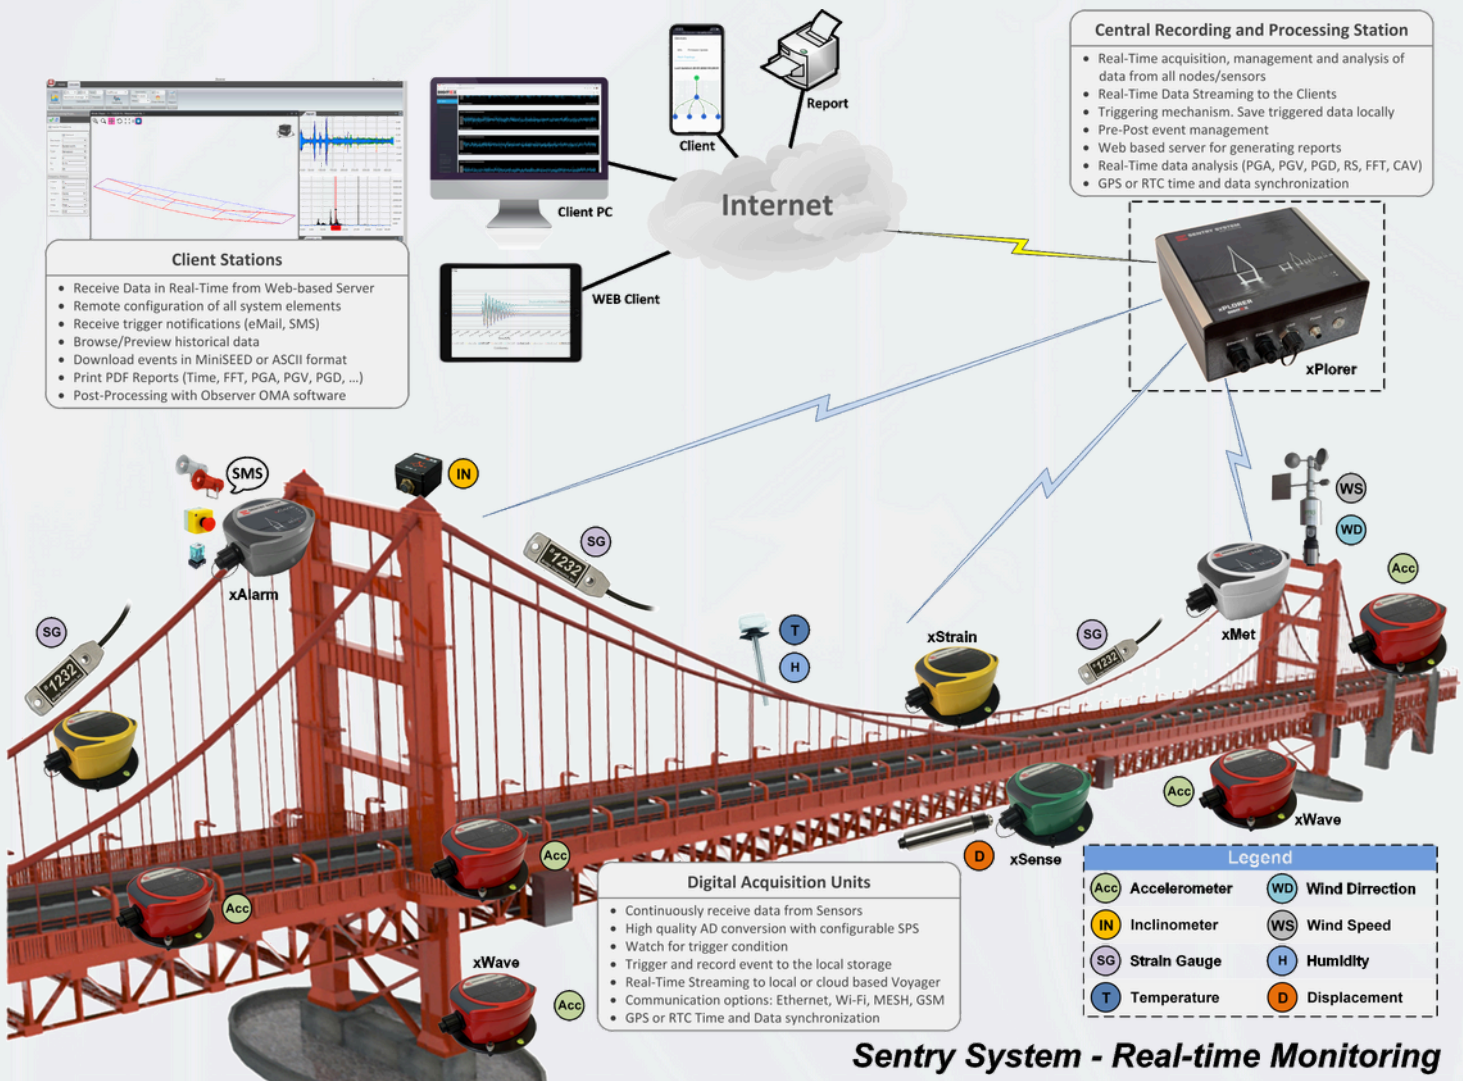 Central Recording and Processing Station
• Real-Time acquisition, management and analysis of
data from all nodes/sensors
• Real-Time Data Streaming to the Clients
• Triggering mechanism. Save triggered data locally
• Pre-Post event management
• Web based server for generating reports
• Real-Time data analysis (PGA, PGV, PGD, RS, FFT, CAV)
• GPS or RTC time and data synchronization
Report
Client
Internet
Client PC
WEB Client
SENTRY SYSTEM
xPLORER
xPlorer
Client Stations
• Receive Data in Real-Time from Web-based Server
• Remote configuration of all system elements
• Receive trigger notifications (eMail, SMS)
• Browse/Preview historical data
• Download events in MiniSEED or ASCII format
• Print PDF Reports (Time, FFT, PGA, PGV, PGD, ...)
• Post-Processing with Observer OMA software
SMS
IN
WS
WD
SG
1232
Acc
xAlarm
SG
1232
T
H
xStrain
SG
1232
xMet
Acc
xWave
D
xSense
Acc
Acc
xWave
Acc
Digital Acquisition Units
• Continuously receive data from Sensors
• High quality AD conversion with configurable SPS
• Watch for trigger condition
• Trigger and record event to the local storage
• Real-Time Streaming to local or cloud based Voyager
• Communication options: Ethernet, Wi-Fi, MESH, GSM
• GPS or RTC Time and Data synchronization
Legend
Acc Accelerometer
WD Wind Dirrection
IN Inclinometer
WS Wind Speed
SG Strain Gauge
H Humidity
T Temperature
D Displacement
Sentry System - Real-time Monitoring